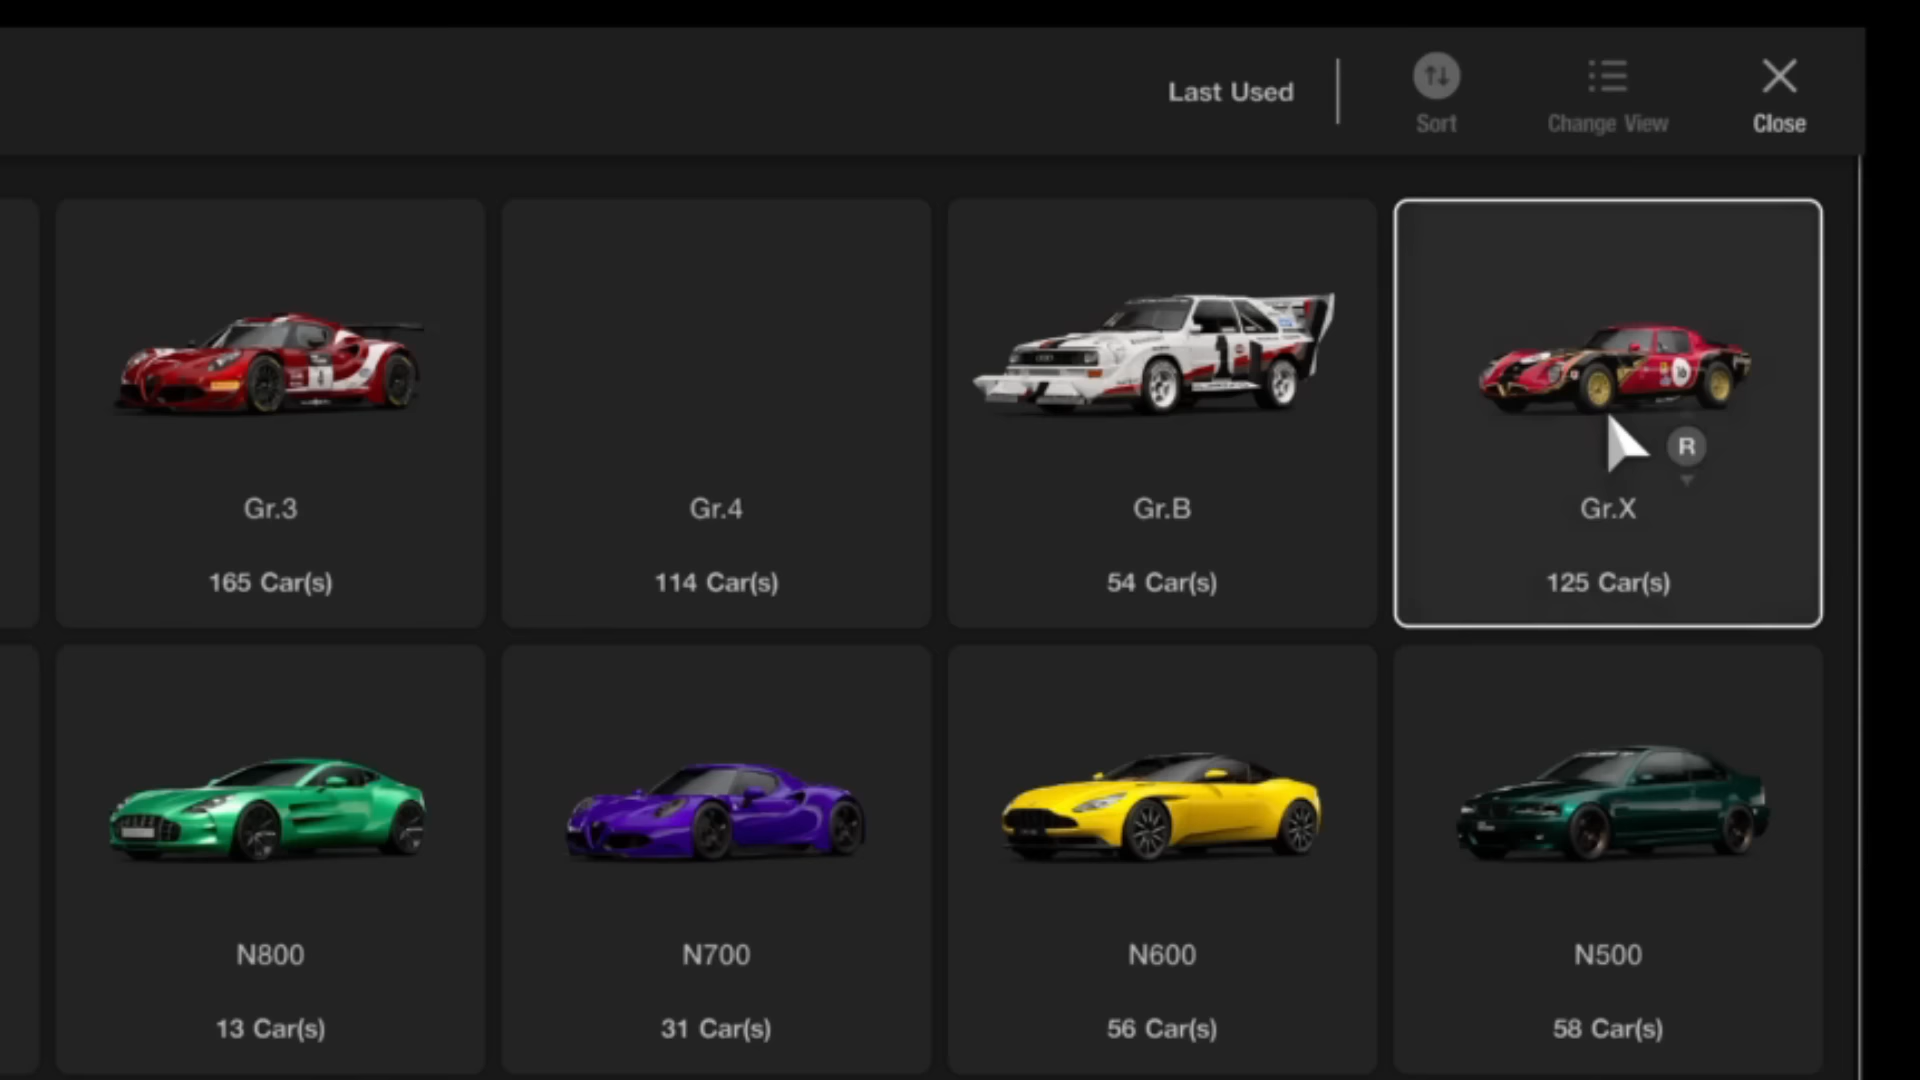 Last Used
Sort
Change View
Close
Gr.3
165 Car(s)
Gr.4
114 Car(s)
Gr.B
54 Car(s)
R
Gr.X
125 Car(s)
N800
13 Car(s)
N700
31 Car(s)
N600
56 Car(s)
N500
58 Car(s)